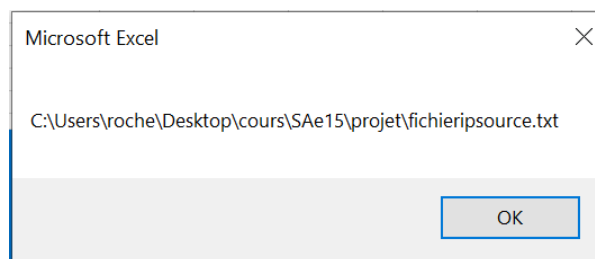 Microsoft Excel
C:\Users\roche\Desktop\cours\SAe15\projet\fichieripsource.txt
OK